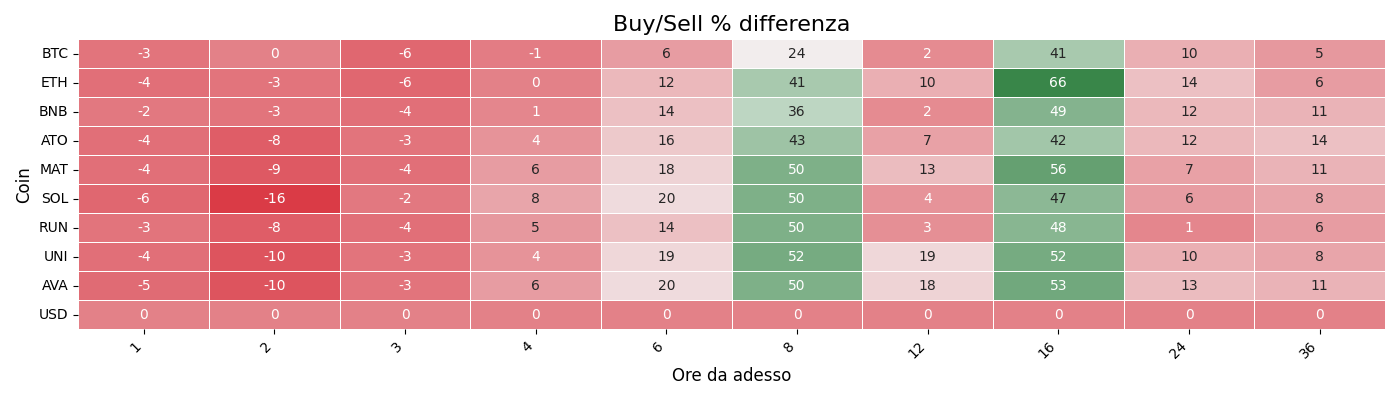 Buy/Sell % differenza
Coin
BTC -3 0 -6 -1 6 24 2 41 10 5
ETH -4 -3 -6 0 12 41 10 66 14 6
BNB -2 -3 -4 1 14 36 2 49 12 11
ATO -4 -8 -3 4 16 43 7 42 12 14
MAT -4 -9 -4 6 18 50 13 56 7 11
SOL -6 -16 -2 8 20 50 4 47 6 8
RUN -3 -8 -4 5 14 50 3 48 1 6
UNI -4 -10 -3 4 19 52 19 52 10 8
AVA -5 -10 -3 6 20 50 18 53 13 11
USD 0 0 0 0 0 0 0 0 0 0
1 2 3 4 6 8 12 16 24 36
Ore da adesso